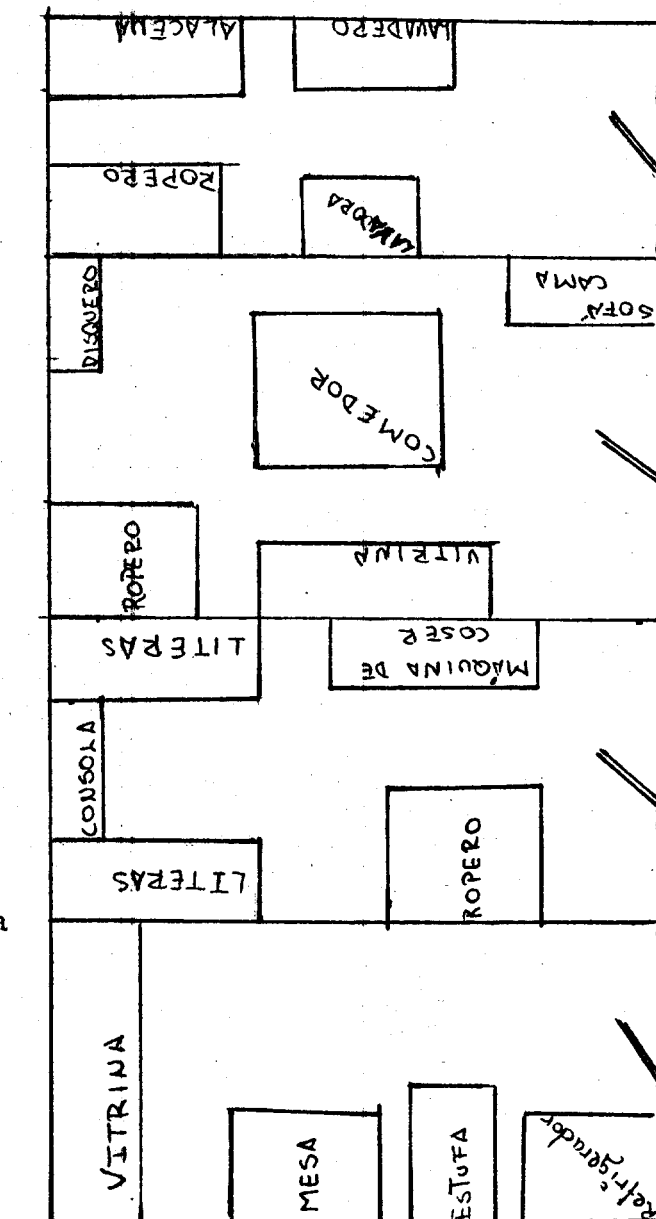 ALACENA
LAVADERO
ROPERO
LAVADORA
DISQUERO
SOFÁ
CAMA
COMEDOR
ROPERO
VITRINA
LITERAS
MÁQUINA DE
COSER
CONSOLA
LITERAS
ROPERO
VITRINA
MESA
ESTUFA
Refrigerador
a